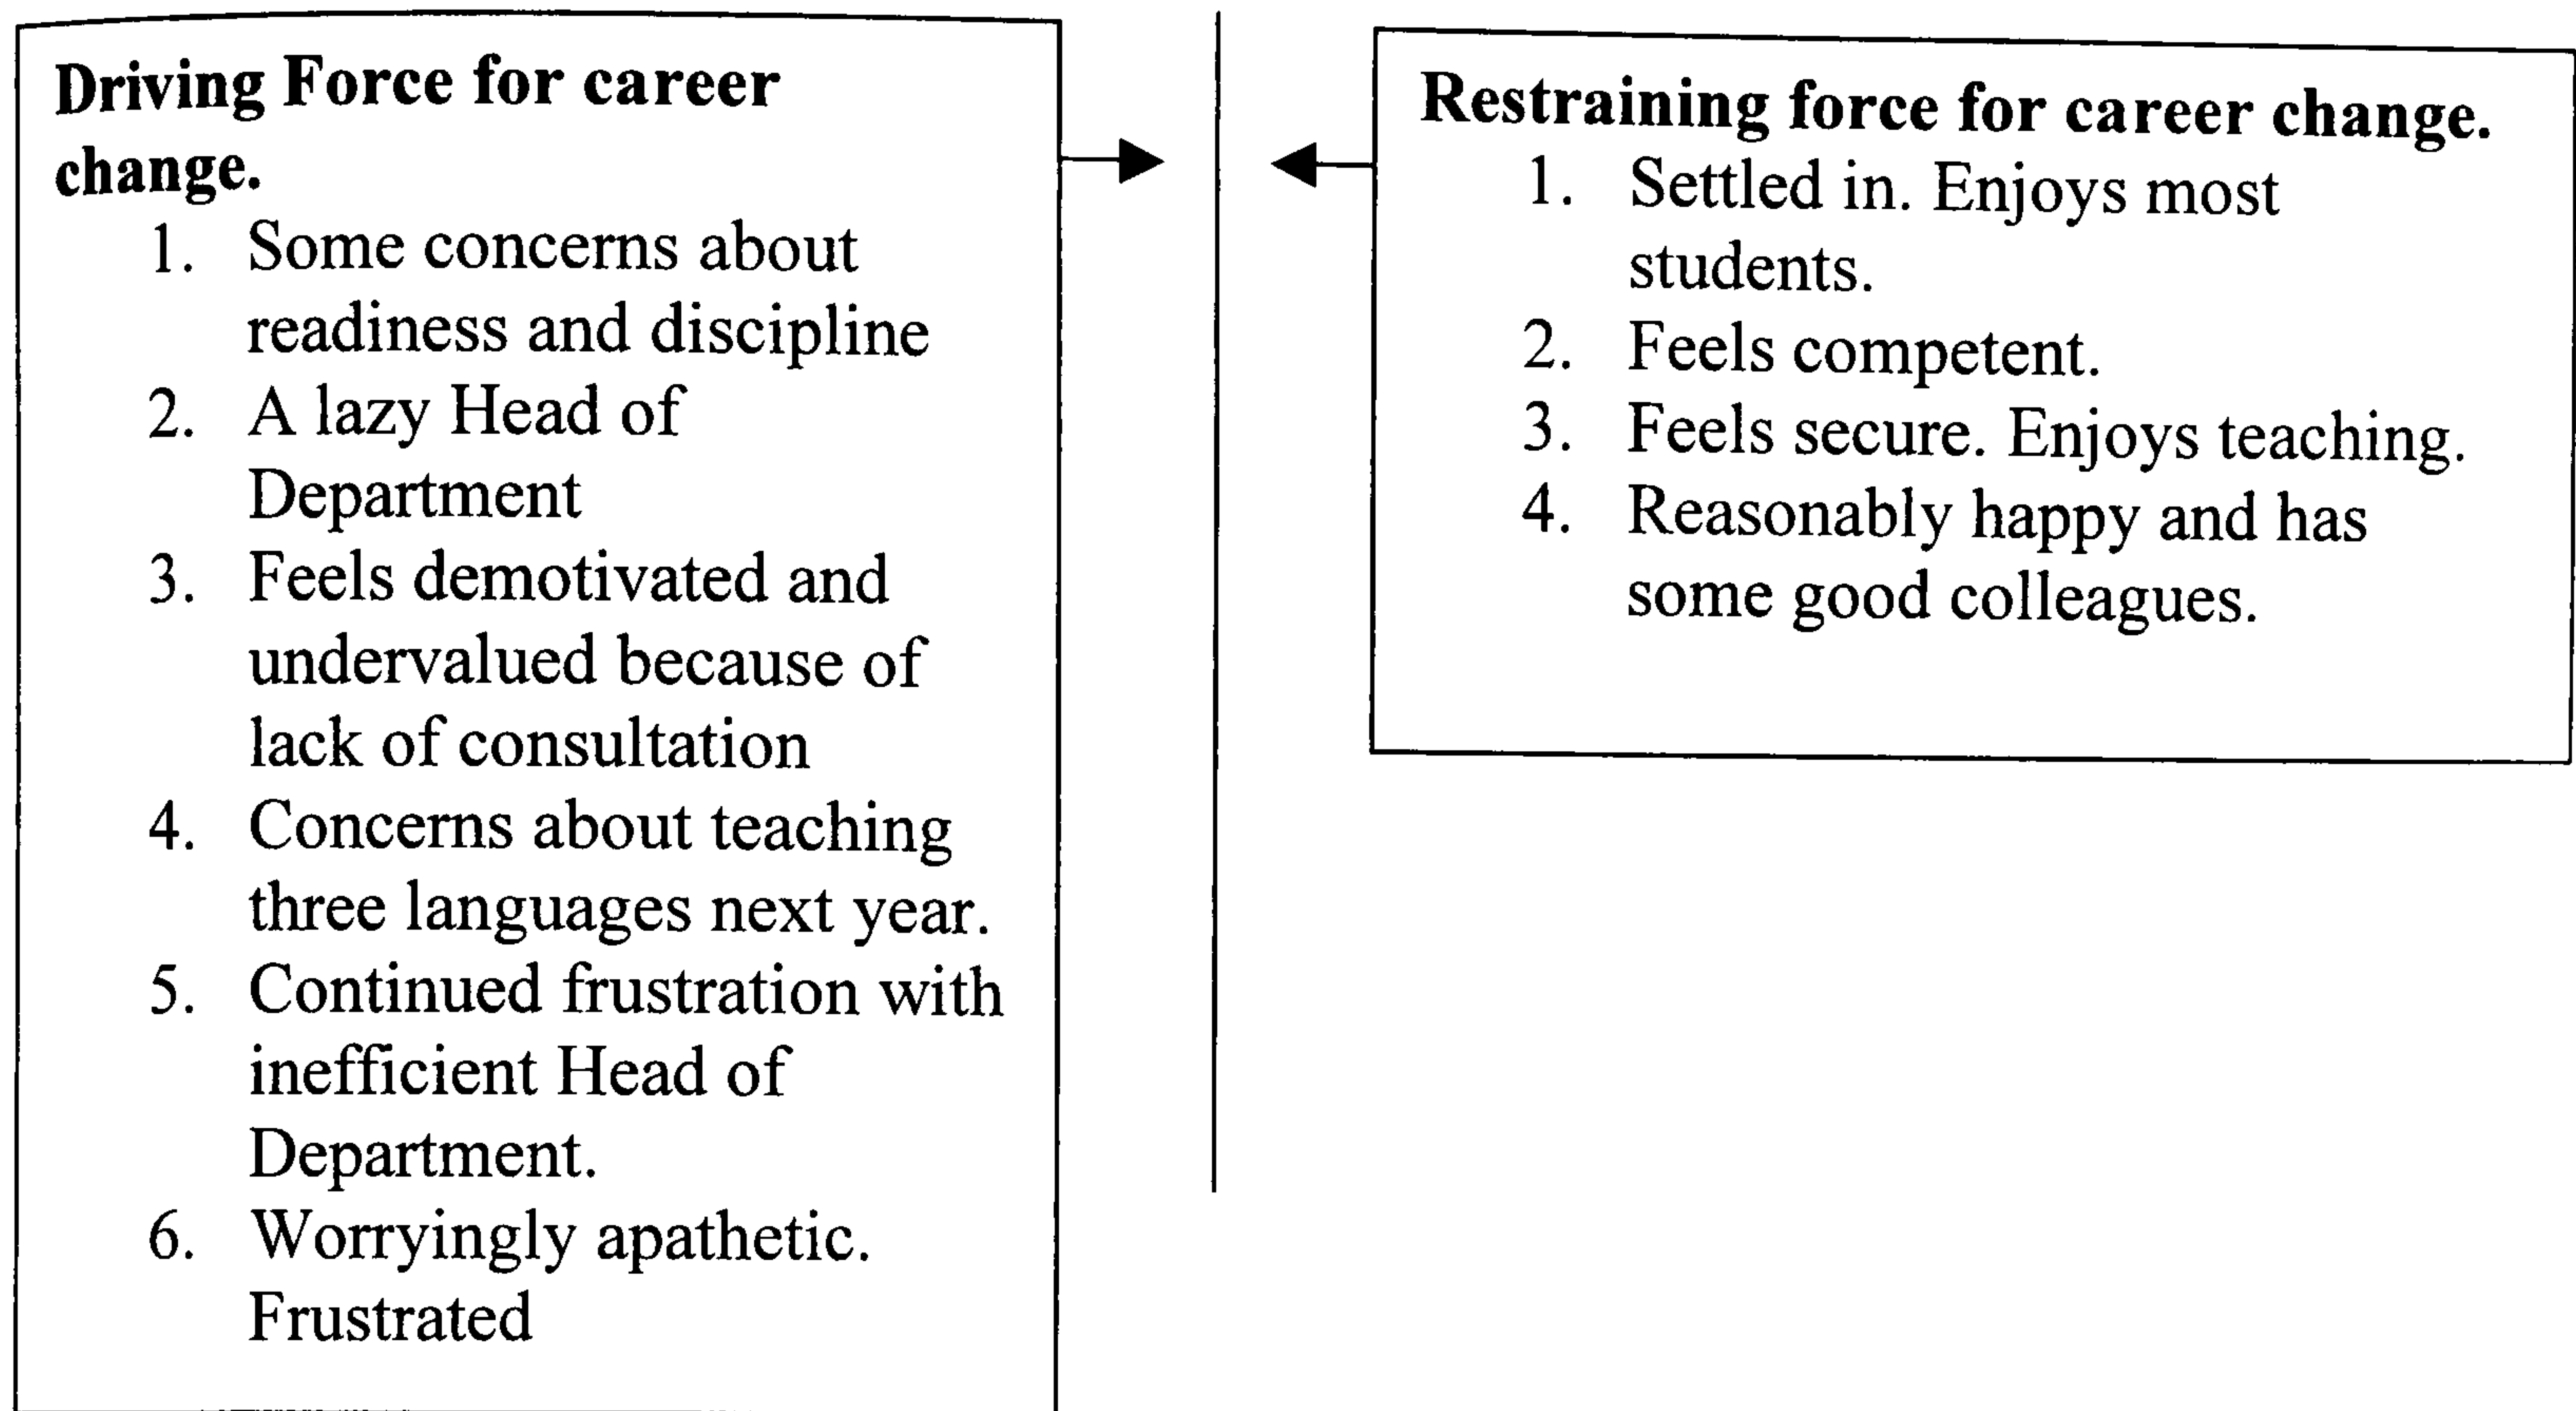 Driving Force for career
change.
1. Some concerns about
readiness and discipline
2. A lazy Head of
Department
3. Feels demotivated and
undervalued because of
lack of consultation
4. Concerns about teaching
three languages next year.
5. Continued frustration with
inefficient Head of
Department.
6. Worryingly apathetic.
Frustrated
Restraining force for career change.
1. Settled in. Enjoys most
students.
2. Feels competent.
3. Feels secure. Enjoys teaching.
4. Reasonably happy and has
some good colleagues.